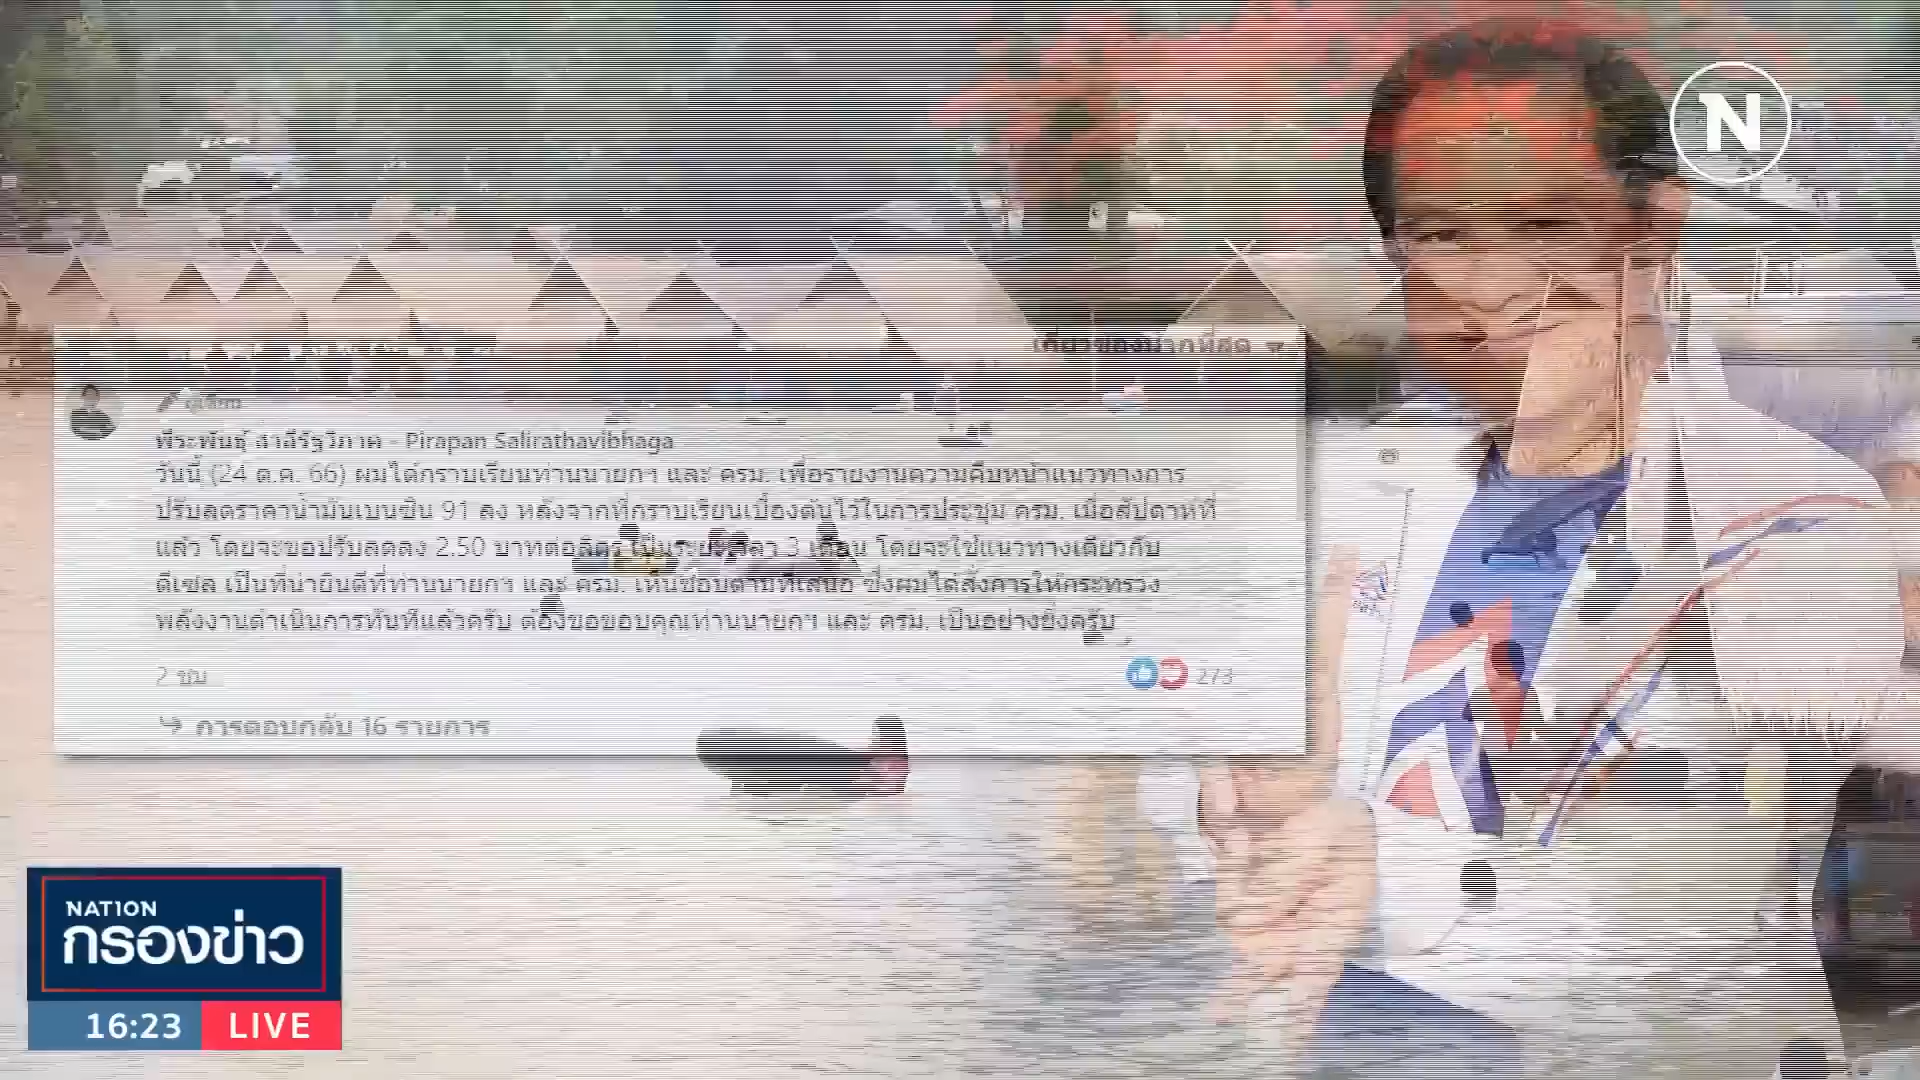 N
เกี่ยวข้องมากที่สุด
ผู้เขียน
พีระพันธุ์ สาลีรัฐวิภาค - Pirapan Salirathavibhaga
วันนี้ (24 ต.ค. 66) ผมได้กราบเรียนท่านนายกฯ และ ครม. เพื่อรายงานความคืบหน้าแนวทางการ
ปรับลดราคาน้ำมันเบนซิน 91 ลง หลังจากที่กราบเรียนเบื้องต้นไว้ในการประชุม ครม. เมื่อสัปดาห์ที่
แล้ว โดยจะขอปรับลดลง 2.50 บาทต่อลิตร เป็นระยะเวลา 3 เดือน โดยจะใช้แนวทางเดียวกับ
ดีเซล เป็นที่น่ายินดีที่ท่านนายกฯ และ ครม. เห็นชอบตามที่เสนอ ซึ่งผมได้สั่งการให้กระทรวง
พลังงานดำเนินการทันทีแล้วครับ ต้องขอขอบคุณท่านนายกฯ และ ครม. เป็นอย่างยิ่งครับ
2 ชม.
273
การตอบกลับ 16 รายการ
NATION
กรองข่าว
16:23 LIVE